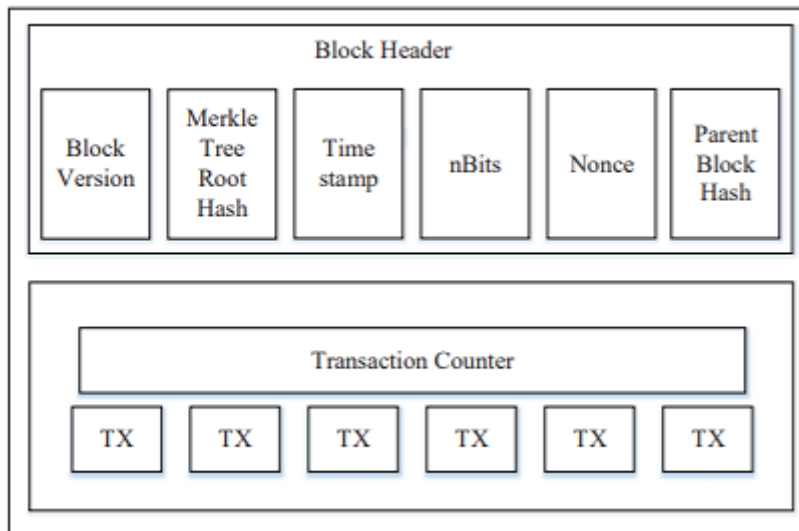 Block Header
Block
Version
Merkle
Tree
Root
Hash
Time
stamp
nBits
Nonce
Parent
Block
Hash
Transaction Counter
TX
TX
TX
TX
TX
TX